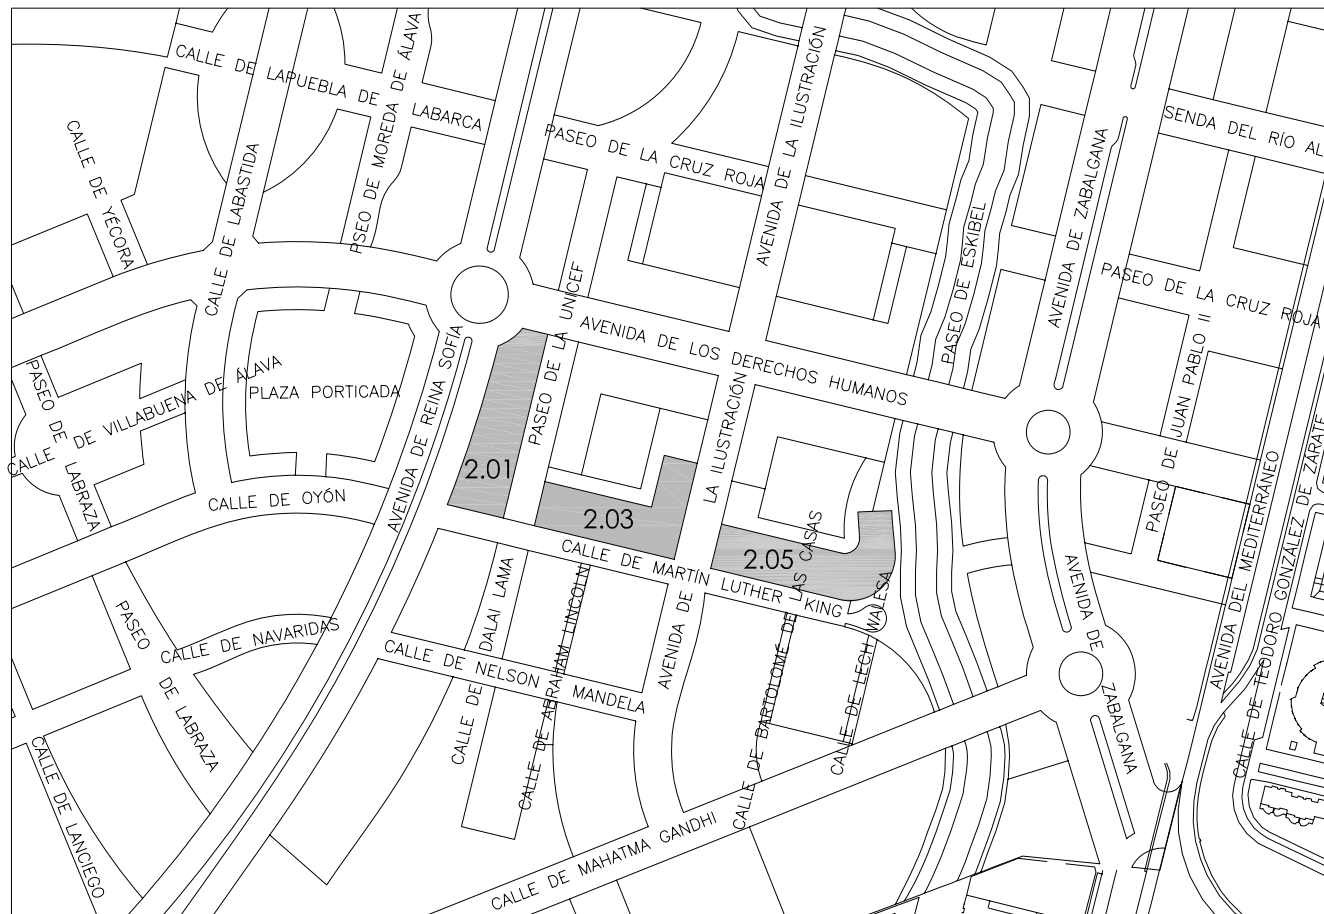 CALLE DE LAPUEBLA DE LABARCA
PSEO DE MOREDA DE ÁLAVA
CALLE DE YÉCORA
CALLE DE LABASTIDA
PASEO DE LA CRUZ ROJA
AVENIDA DE LA ILUSTRACIÓN
SENDA DEL RÍO AL
AVENIDA DE ZABALGANA
PASEO DE ESKIBEL
PASEO DE LA CRUZ ROJA
PASEO DE LA UNICEF
AVENIDA DE LOS DERECHOS HUMANOS
PASEO DE JUAN PABLO II
PASEO DE LABRAZA
CALLE DE VILLABUENA DE ÁLAVA
PLAZA PORTICADA
AVENIDA DE REINA SOFÍA
2.01
2.03
2.05
CALLE DE OYÓN
AVENIDA DE LA ILUSTRACIÓN
CALLE DE MARTÍN LUTHER KING
CALLE DE DALAI LAMA
CALLE DE ABRAHAM LINCOLN
CALLE DE BARTOLOMÉ DE LAS CASAS
CALLE DE LECH WALESA
AVENIDA DE ZABALGANA
AVENIDA DEL MEDITERRÁNEO
CALLE DE TEODORO GONZÁLEZ DE ZÁRATE
PASEO DE LABRAZA
CALLE DE NAVARIDAS
CALLE DE NELSON MANDELA
CALLE DE LANCIEGO
CALLE DE MAHATMA GANDHI